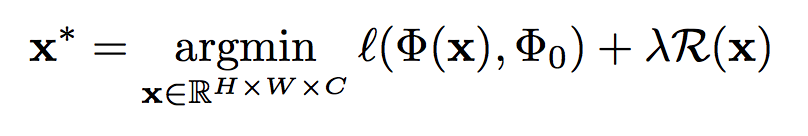 x* = argmin ℓ(Φ(x), Φ₀) + λℛ(x)
x∈ℝ^{H×W×C}